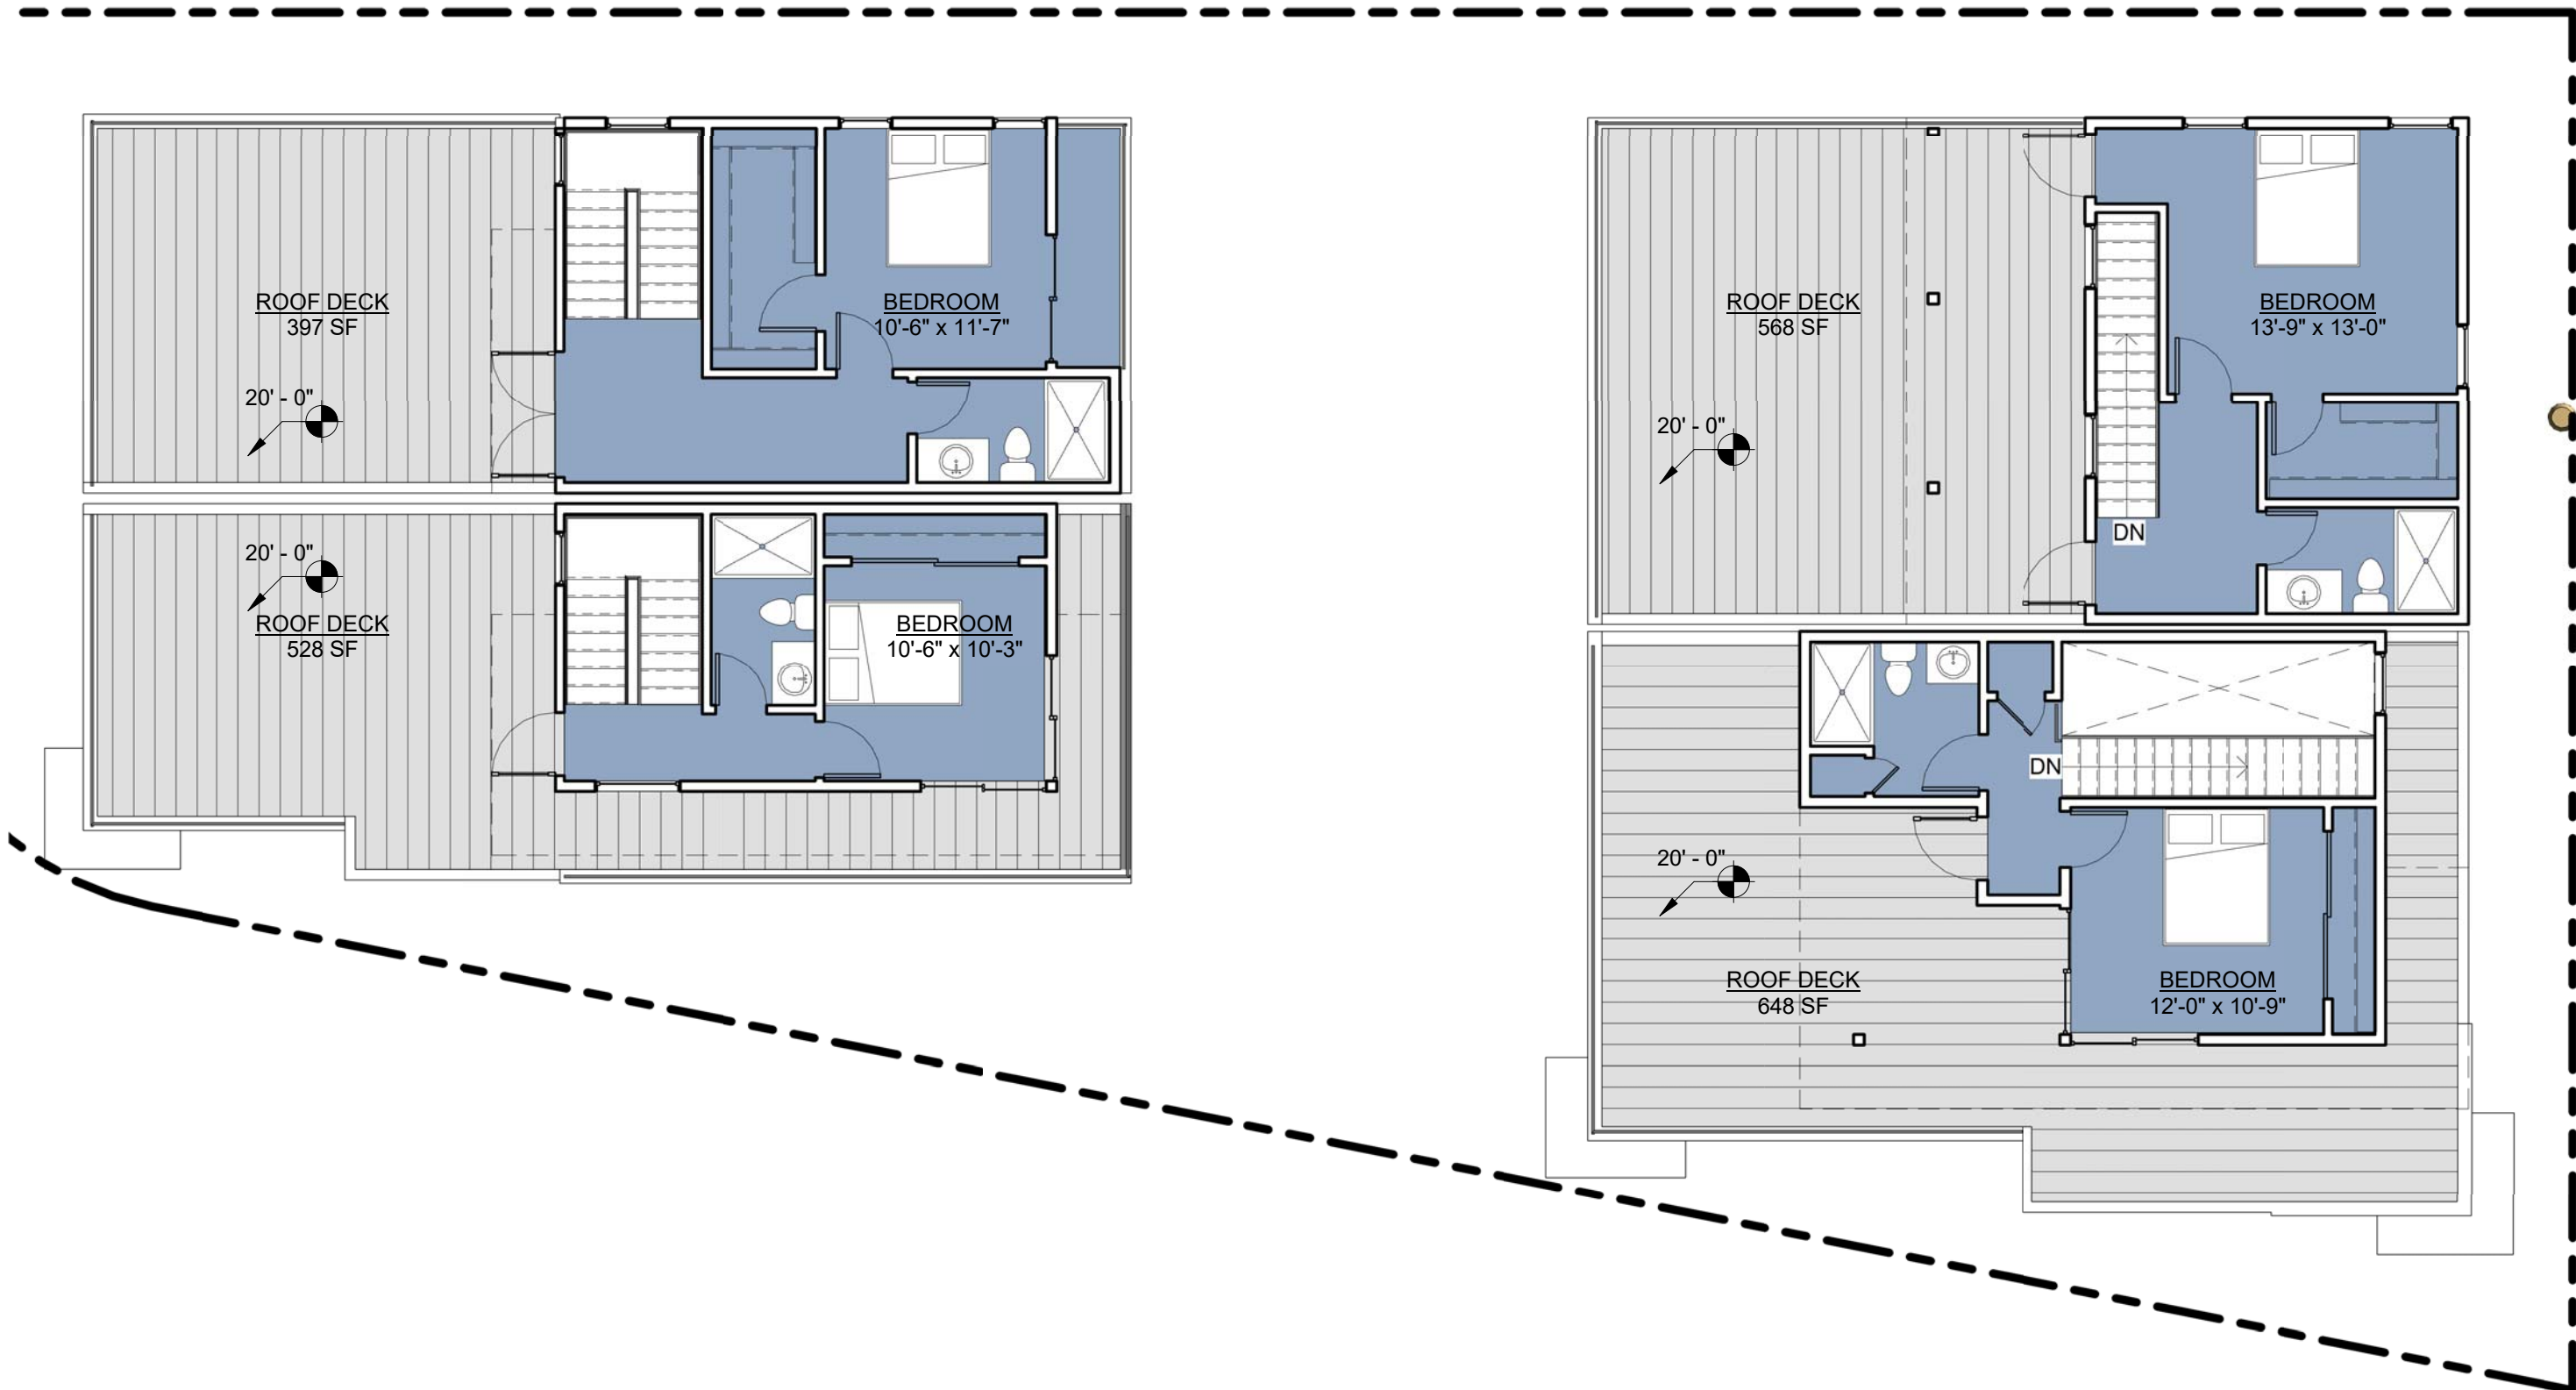 ROOF DECK
397 SF
20' - 0"
BEDROOM
10'-6" x 11'-7"
20' - 0"
ROOF DECK
528 SF
BEDROOM
10'-6" x 10'-3"
ROOF DECK
568 SF
20' - 0"
BEDROOM
13'-9" x 13'-0"
DN
DN
20' - 0"
ROOF DECK
648 SF
BEDROOM
12'-0" x 10'-9"